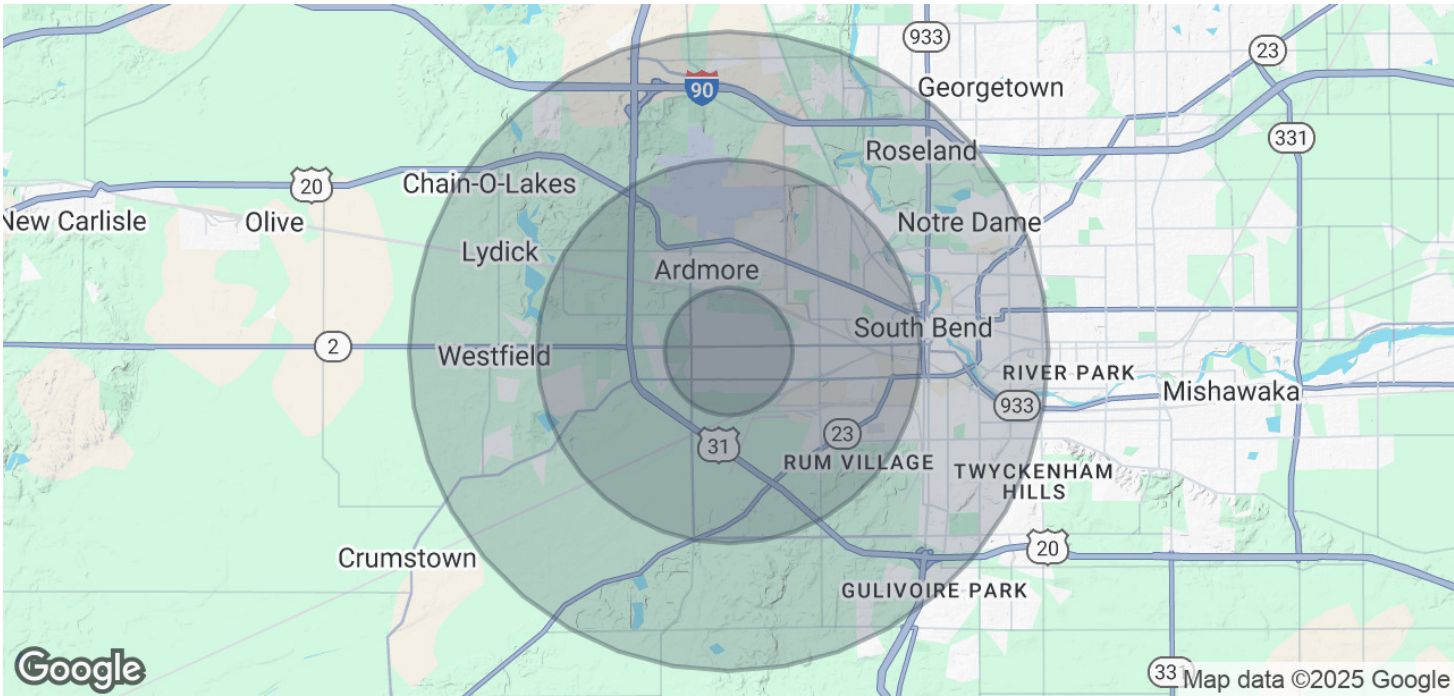 933
23
90
Georgetown
331
Roseland
20
Chain-O-Lakes
New Carlisle
Olive
Notre Dame
Lydick
Ardmore
South Bend
2
Westfield
RIVER PARK
Mishawaka
933
31
23
RUM VILLAGE
TWYCKENHAM
HILLS
20
Crumstown
GULIVOIRE PARK
Google
Map data ©2025 Google